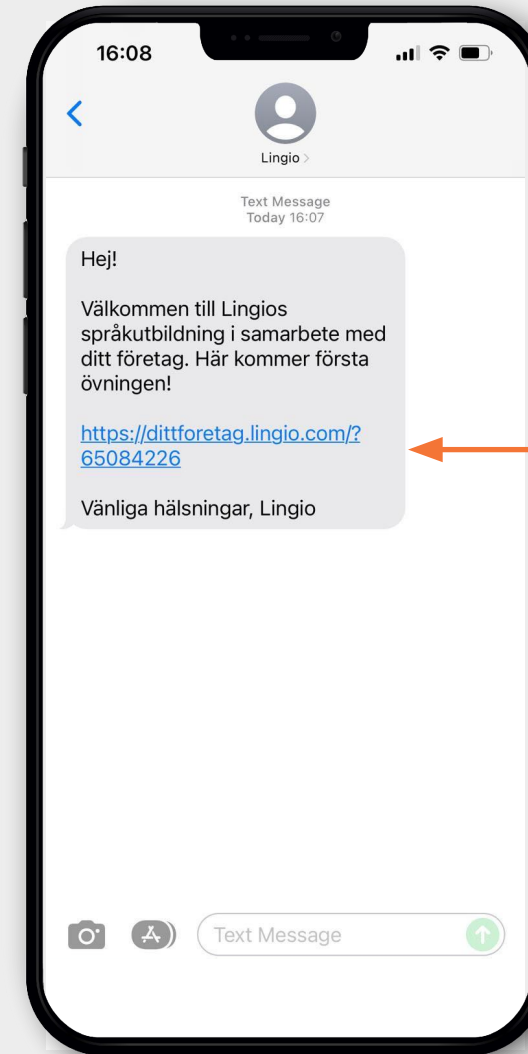 16:08
Lingio
Text Message
Today 16:07
Hej!
Välkommen till Lingios
språkutbildning i samarbete med
ditt företag. Här kommer första
övningen!
https://dittforetag.lingio.com/?
65084226
Vänliga hälsningar, Lingio
Text Message